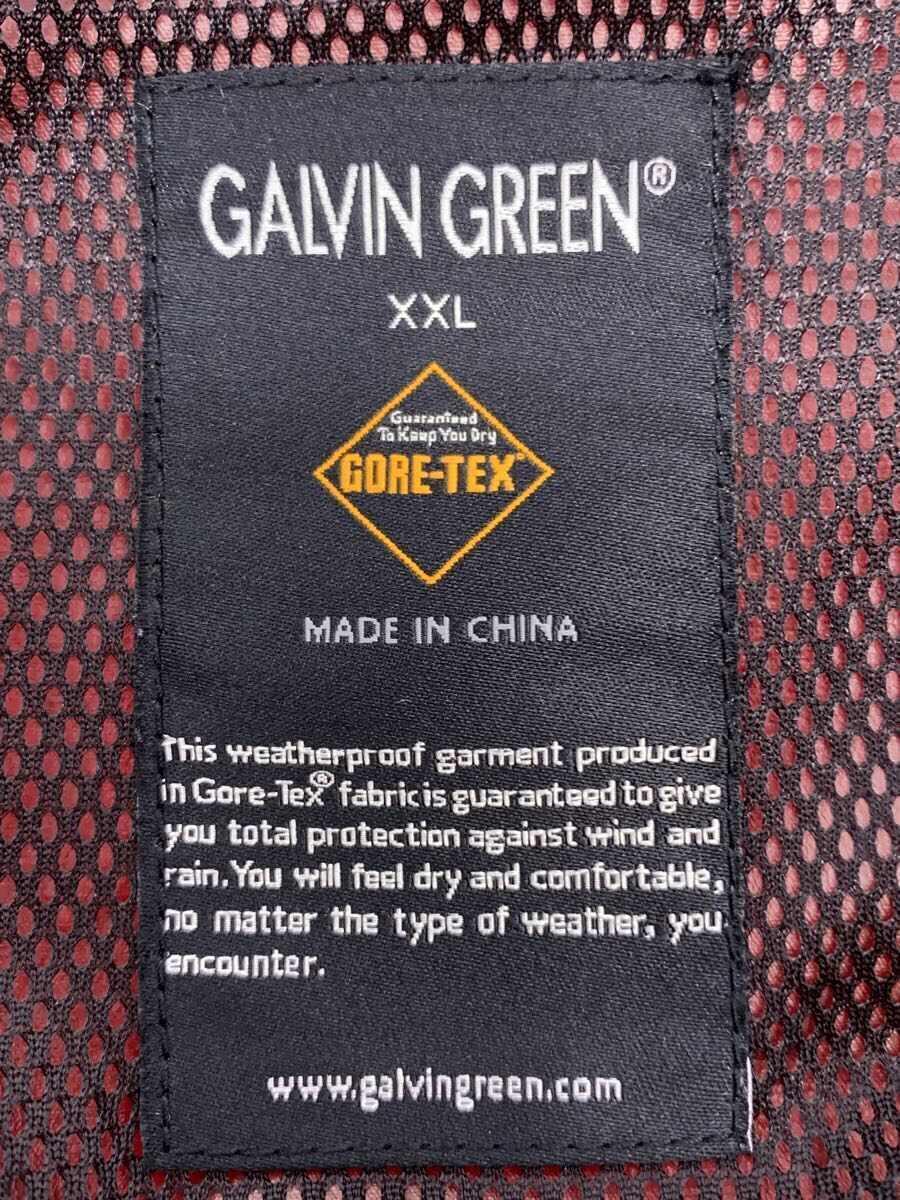 GALVIN GREEN®
XXL
Guaranteed
To Keep You Dry
GORE-TEX™
MADE IN CHINA
This weatherproof garment produced
in Gore-Tex® fabric is guaranteed to give
you total protection against wind and
rain. You will feel dry and comfortable,
no matter the type of weather, you
encounter.
www.galvingreen.com